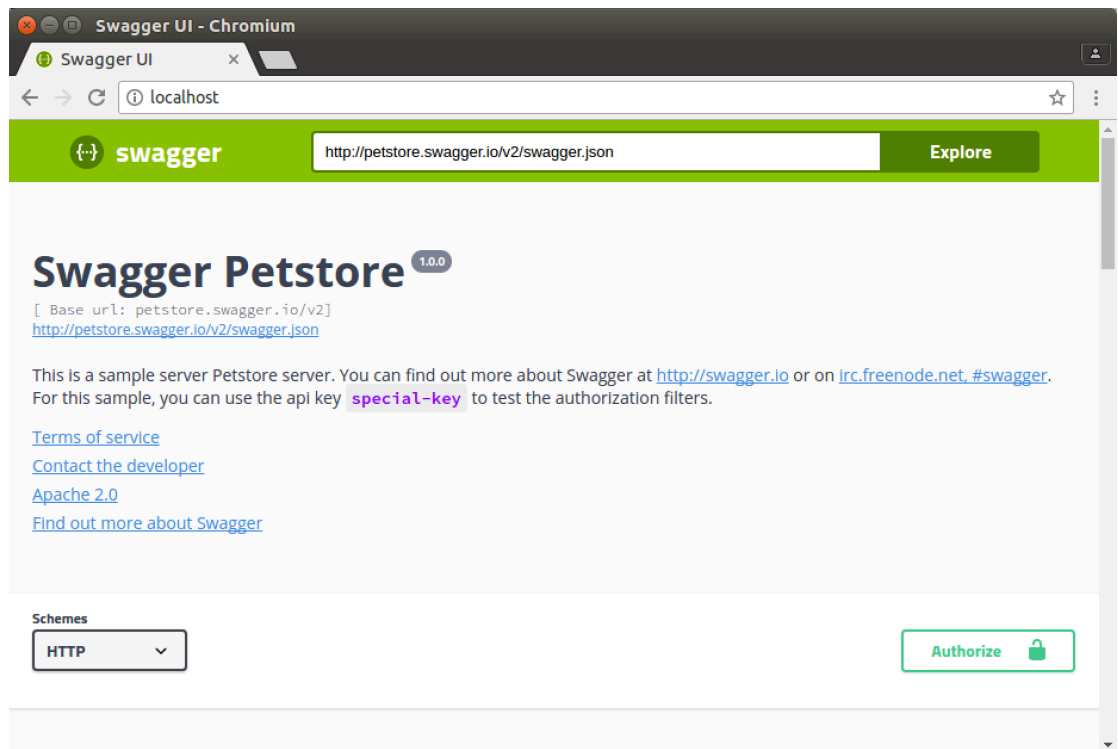 Swagger UI - Chromium
Swagger UI
localhost
{···} swagger
http://petstore.swagger.io/v2/swagger.json
Explore
Swagger Petstore 1.0.0
[ Base url: petstore.swagger.io/v2]
http://petstore.swagger.io/v2/swagger.json
This is a sample server Petstore server. You can find out more about Swagger at http://swagger.io or on irc.freenode.net, #swagger.
For this sample, you can use the api key special-key to test the authorization filters.
Terms of service
Contact the developer
Apache 2.0
Find out more about Swagger
Schemes
HTTP
Authorize